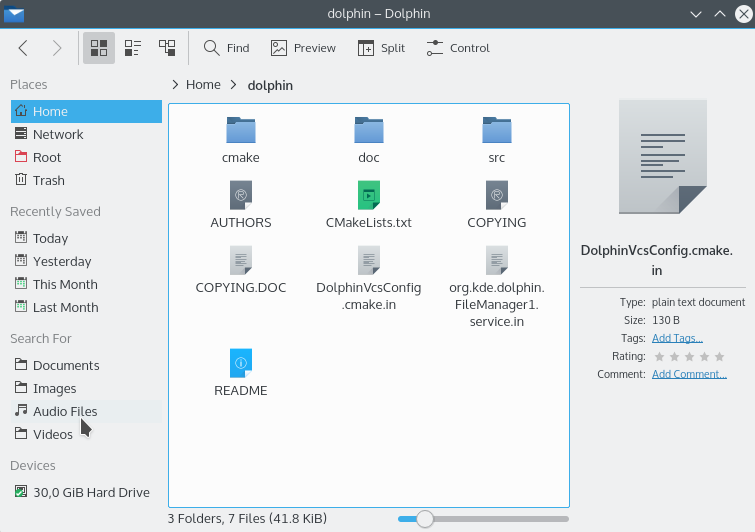 dolphin – Dolphin
Find
Preview
Split
Control
Places
Home
Network
Root
Trash
Recently Saved
Today
Yesterday
This Month
Last Month
Search For
Documents
Images
Audio Files
Videos
Devices
30,0 GiB Hard Drive
Home
dolphin
cmake
doc
src
AUTHORS
CMakeLists.txt
COPYING
COPYING.DOC
DolphinVcsConfig
.cmake.in
org.kde.dolphin.
FileManager1.
service.in
README
3 Folders, 7 Files (41.8 KiB)
DolphinVcsConfig.cmake.
in
Type: plain text document
Size: 130 B
Tags: Add Tags...
Rating:
Comment: Add Comment...